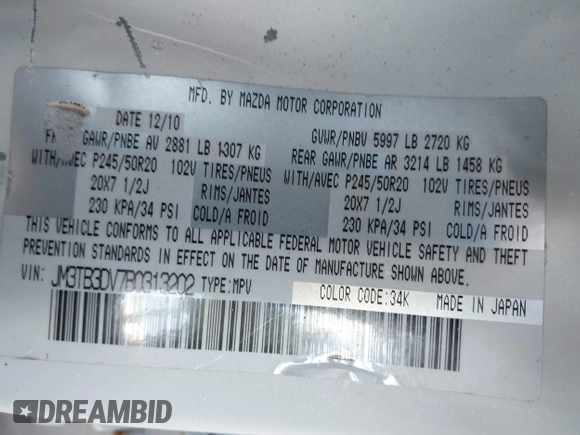 MFD. BY MAZDA MOTOR CORPORATION
DATE 12/10
GVWR/PNBV 5997 LB 2720 KG
GAWR/PNBE AV 2881 LB 1307 KG
REAR GAWR/PNBE AR 3214 LB 1458 KG
WITH/AVEC P245/50R20 102V TIRES/PNEUS
WITH/AVEC P245/50R20 102V TIRES/PNEUS
20X7 1/2J RIMS/JANTES
20X7 1/2J RIMS/JANTES
230 KPA/34 PSI COLD/A FROID
230 KPA/34 PSI COLD/A FROID
THIS VEHICLE CONFORMS TO ALL APPLICABLE FEDERAL MOTOR VEHICLE SAFETY AND THEFT
PREVENTION STANDARDS IN EFFECT ON THE DATE OF MANUFACTURE SHOWN ABOVE.
VIN: JM3TB3DV7B0313202 TYPE:MPV
COLOR CODE:34K MADE IN JAPAN
DREAMBID